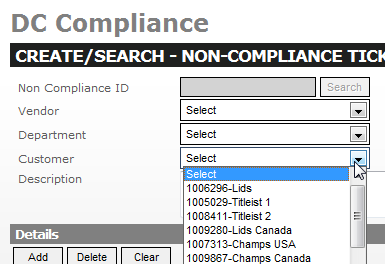 DC Compliance
CREATE/SEARCH - NON-COMPLIANCE TICK
Non Compliance ID
Search
Vendor
Select
Department
Select
Customer
Select
Description
Select
1006296-Lids
1005029-Titleist 1
1008411-Titleist 2
1009280-Lids Canada
1007313-Champs USA
1009867-Champs Canada
Details
Add
Delete
Clear